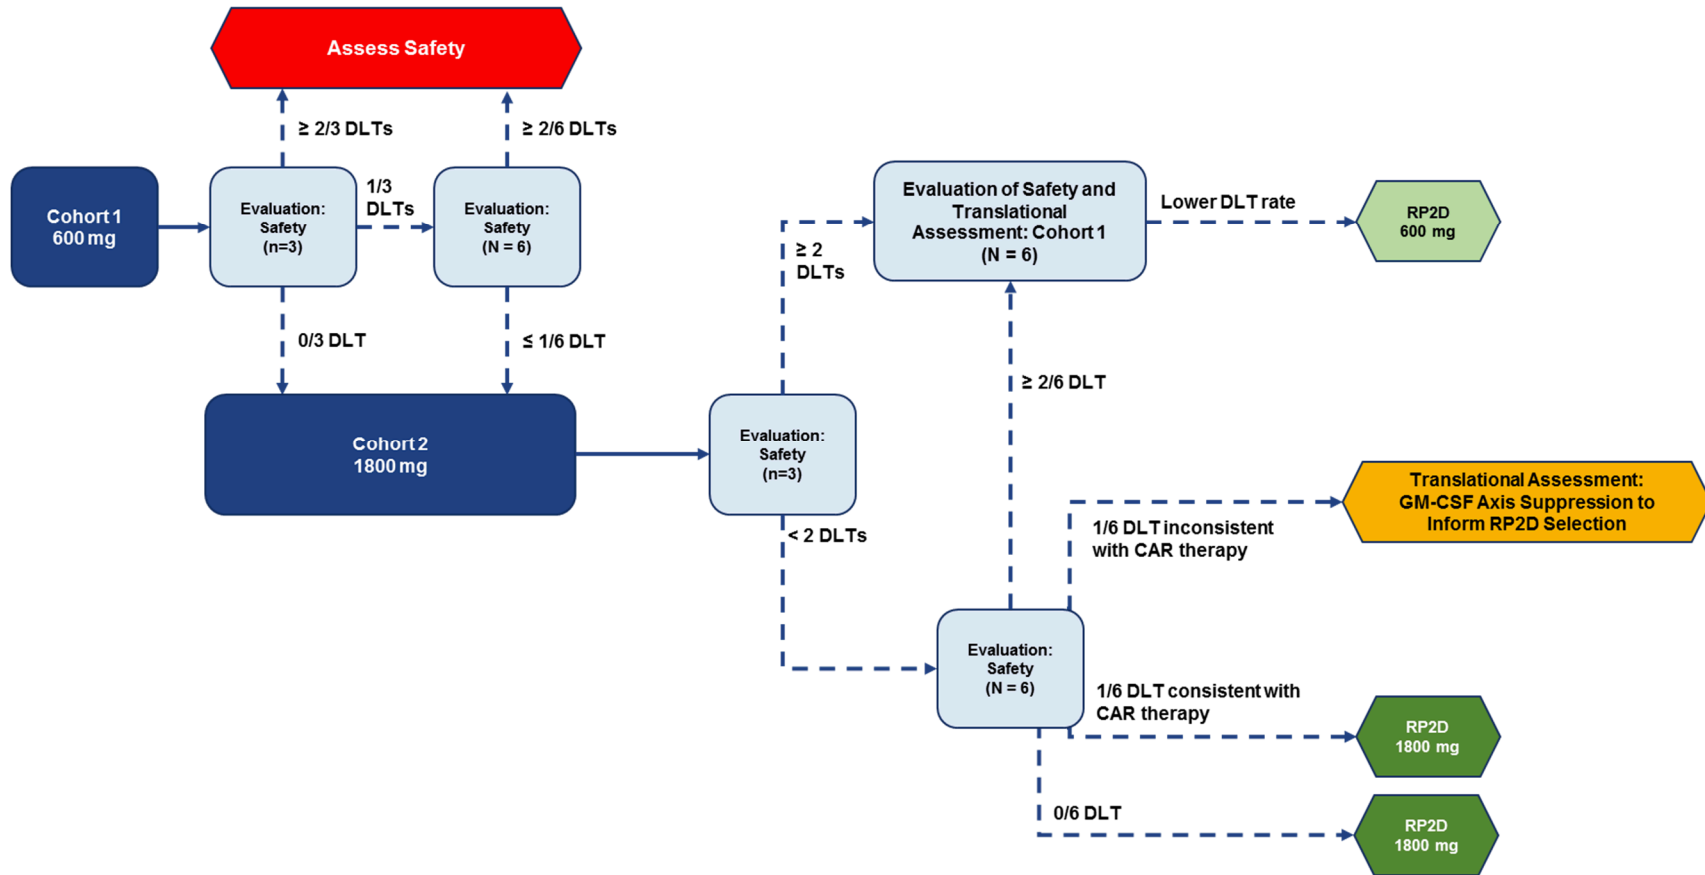 Assess Safety
≥ 2/3 DLTs
≥ 2/6 DLTs
Cohort 1
600 mg
Evaluation:
Safety
(n=3)
1/3
DLTs
Evaluation:
Safety
(N = 6)
0/3 DLT
≤ 1/6 DLT
Cohort 2
1800 mg
Evaluation:
Safety
(n=3)
≥ 2
DLTs
< 2 DLTs
Evaluation of Safety and
Translational
Assessment: Cohort 1
(N = 6)
Lower DLT rate
RP2D
600 mg
≥ 2/6 DLT
Evaluation:
Safety
(N = 6)
1/6 DLT inconsistent
with CAR therapy
Translational Assessment:
GM-CSF Axis Suppression to
Inform RP2D Selection
1/6 DLT consistent with
CAR therapy
RP2D
1800 mg
0/6 DLT
RP2D
1800 mg